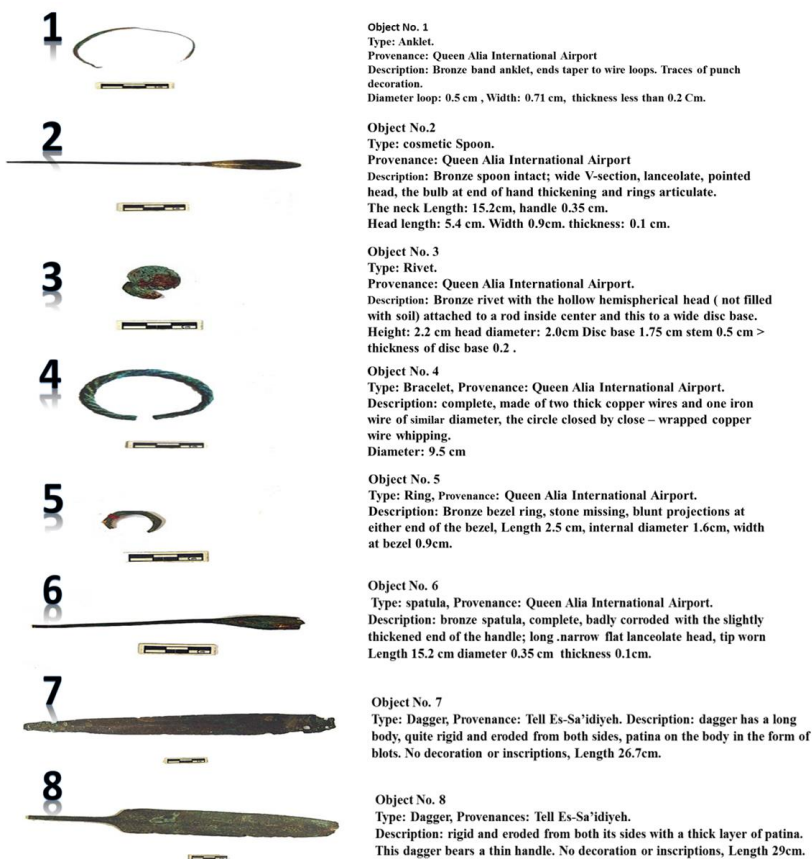 1
Object No. 1
Type: Anklet.
Provenance: Queen Alia International Airport
Description: Bronze band anklet, ends taper to wire loops. Traces of punch
decoration.
Diameter loop: 0.5 cm , Width: 0.71 cm, thickness less than 0.2 Cm.
2
Object No.2
Type: cosmetic Spoon.
Provenance: Queen Alia International Airport
Description: Bronze spoon intact; wide V-section, lanceolate, pointed
head, the bulb at end of hand thickening and rings articulate.
The neck Length: 15.2cm, handle 0.35 cm.
Head length: 5.4 cm. Width 0.9cm. thickness: 0.1 cm.
3
Object No. 3
Type: Rivet.
Provenance: Queen Alia International Airport.
Description: Bronze rivet with the hollow hemispherical head ( not filled
with soil) attached to a rod inside center and this to a wide disc base.
Height: 2.2 cm head diameter: 2.0cm Disc base 1.75 cm stem 0.5 cm >
thickness of disc base 0.2 .
4
Object No. 4
Type: Bracelet, Provenance: Queen Alia International Airport.
Description: complete, made of two thick copper wires and one iron
wire of similar diameter, the circle closed by close – wrapped copper
wire whipping.
Diameter: 9.5 cm
5
Object No. 5
Type: Ring, Provenance: Queen Alia International Airport.
Description: Bronze bezel ring, stone missing, blunt projections at
either end of the bezel, Length 2.5 cm, internal diameter 1.6cm, width
at bezel 0.9cm.
6
Object No. 6
Type: spatula, Provenance: Queen Alia International Airport.
Description: bronze spatula, complete, badly corroded with the slightly
thickened end of the handle; long .narrow flat lanceolate head, tip worn
Length 15.2 cm diameter 0.35 cm thickness 0.1cm.
7
Object No. 7
Type: Dagger, Provenance: Tell Es-Sa’idiyeh. Description: dagger has a long
body, quite rigid and eroded from both sides, patina on the body in the form of
blots. No decoration or inscriptions, Length 26.7cm.
8
Object No. 8
Type: Dagger, Provenances: Tell Es-Sa’idiyeh.
Description: rigid and eroded from both its sides with a thick layer of patina.
This dagger bears a thin handle. No decoration or inscriptions, Length 29cm.